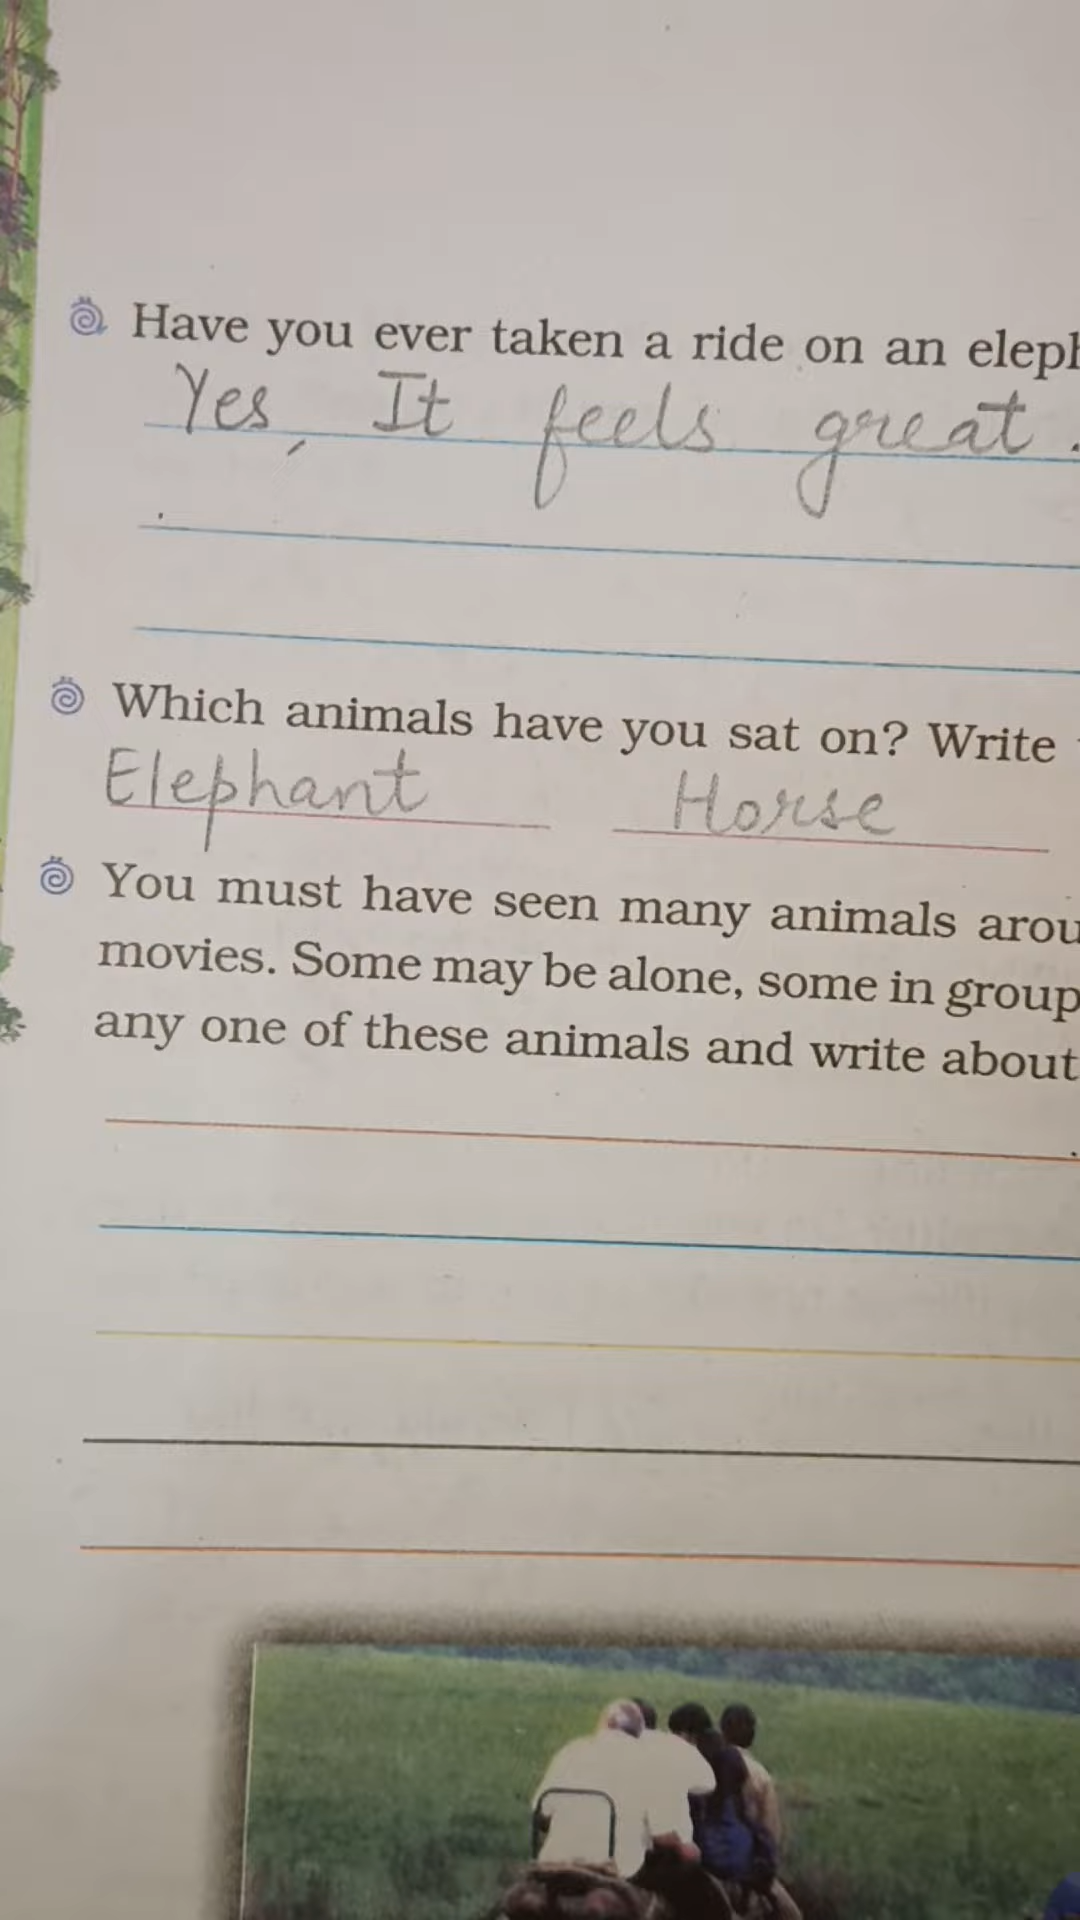 Have you ever taken a ride on an eleph
Yes, It feels great.
Which animals have you sat on? Write
Elephant Horse
You must have seen many animals arou
movies. Some may be alone, some in group
any one of these animals and write about